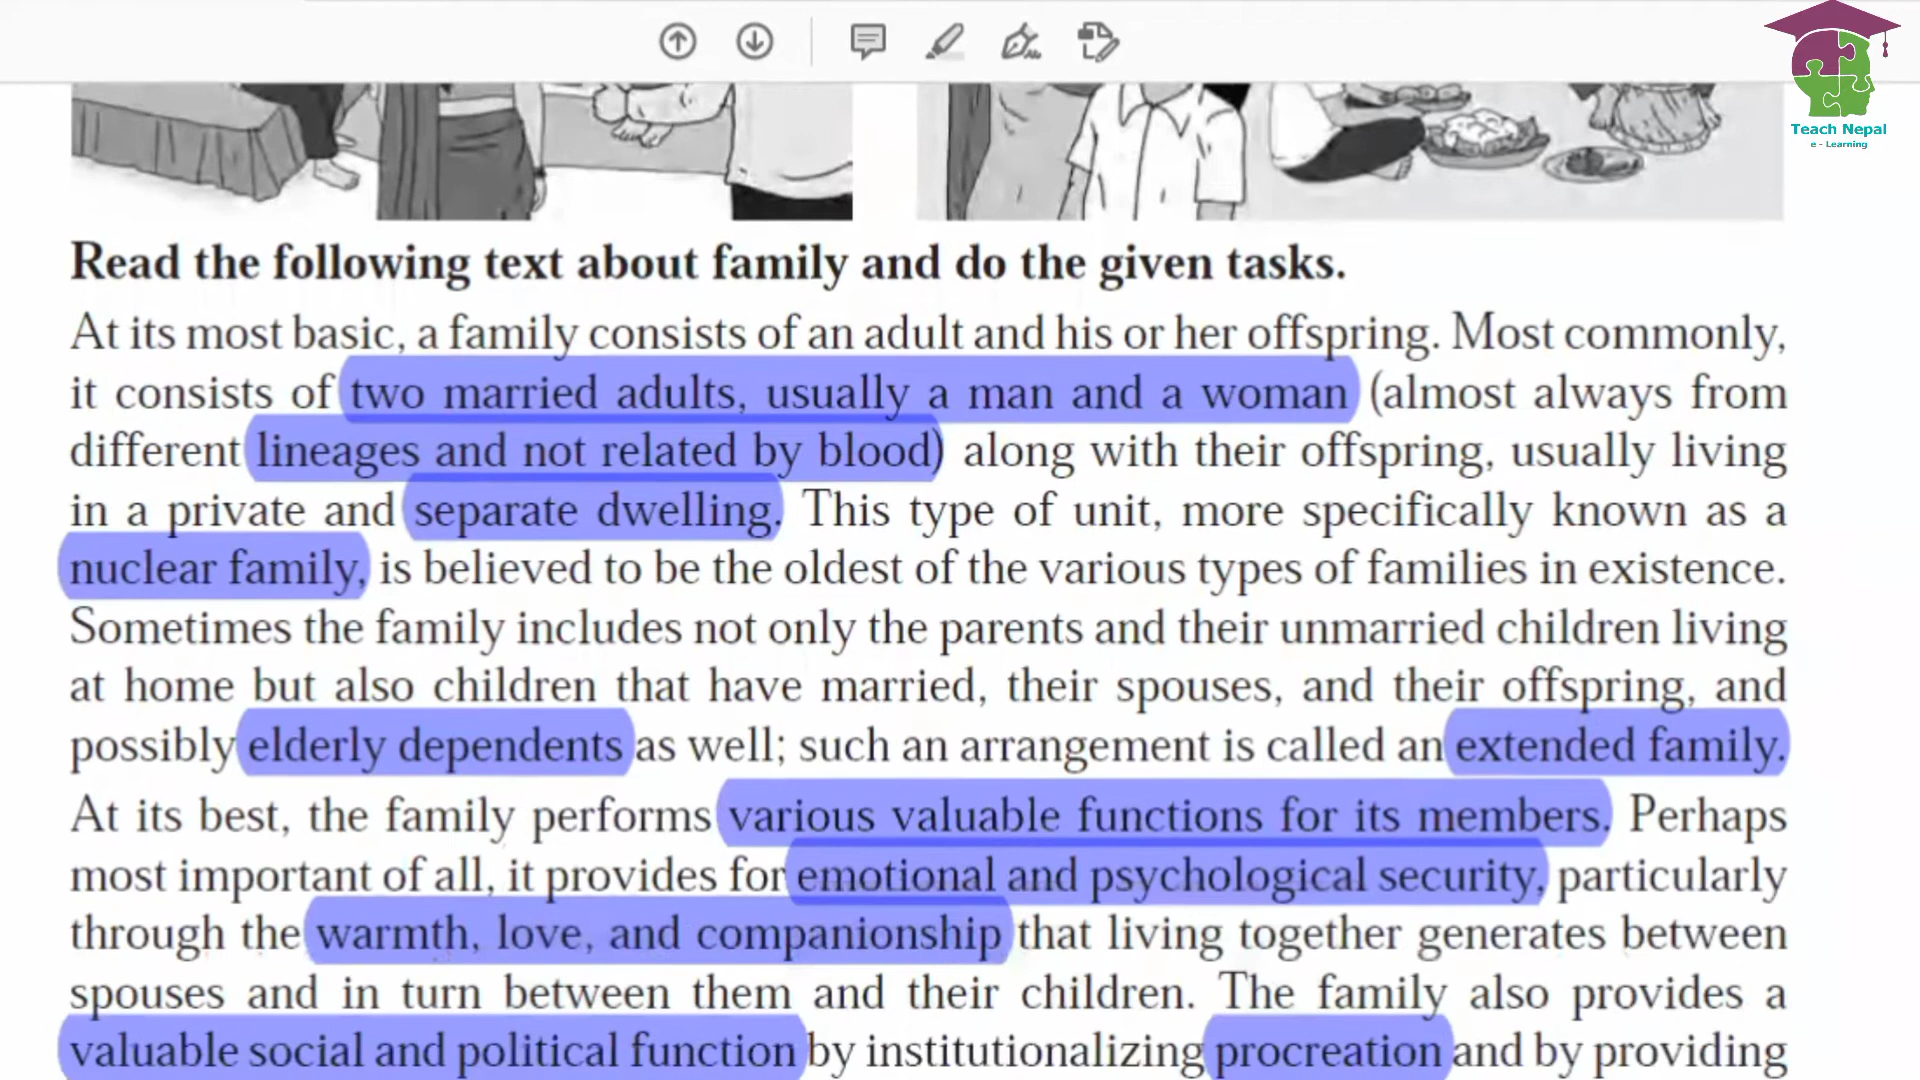 Teach Nepal
e - Learning
Read the following text about family and do the given tasks.
At its most basic, a family consists of an adult and his or her offspring. Most commonly,
it consists of two married adults, usually a man and a woman (almost always from
different lineages and not related by blood) along with their offspring, usually living
in a private and separate dwelling. This type of unit, more specifically known as a
nuclear family, is believed to be the oldest of the various types of families in existence.
Sometimes the family includes not only the parents and their unmarried children living
at home but also children that have married, their spouses, and their offspring, and
possibly elderly dependents as well; such an arrangement is called an extended family.
At its best, the family performs various valuable functions for its members. Perhaps
most important of all, it provides for emotional and psychological security, particularly
through the warmth, love, and companionship that living together generates between
spouses and in turn between them and their children. The family also provides a
valuable social and political function by institutionalizing procreation and by providing